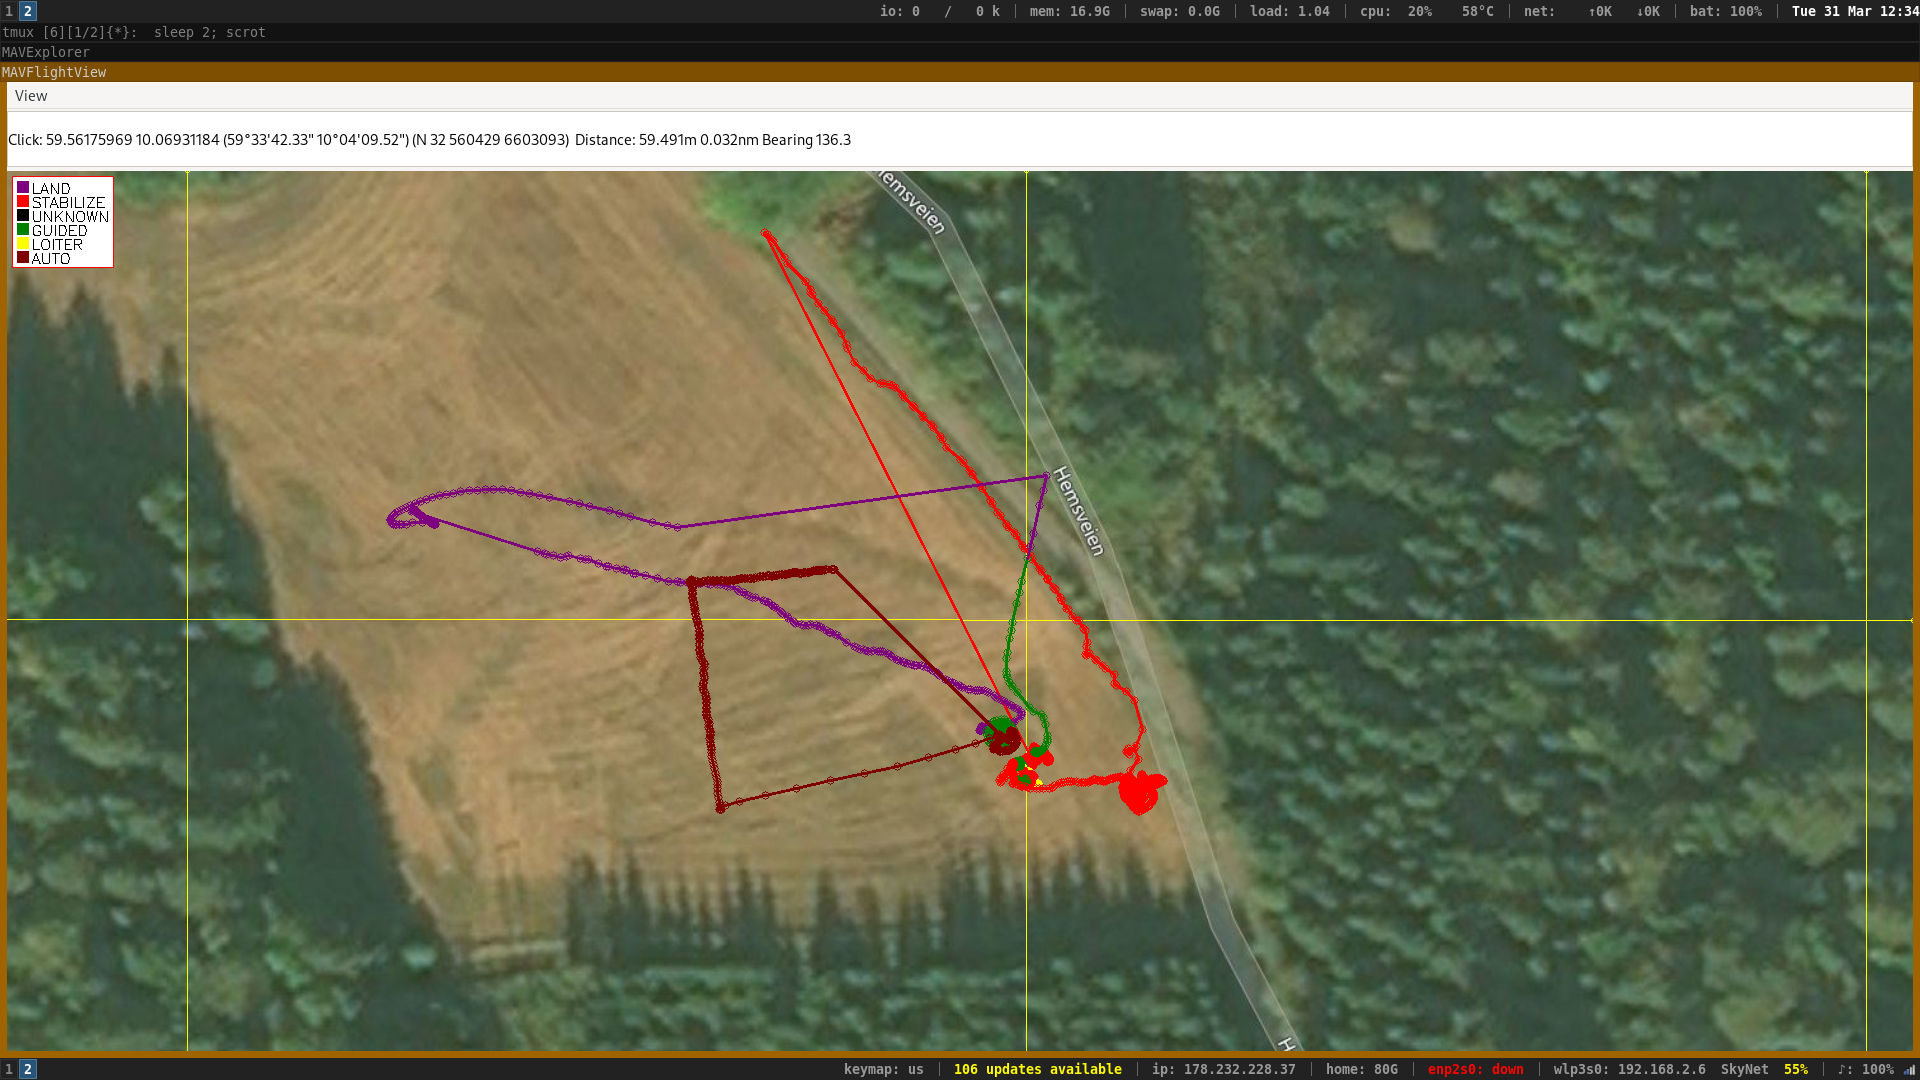 1 2 io: 0 / 0 k | mem: 16.9G | swap: 0.0G | load: 1.04 | cpu: 20% 58°C | net: ↑0K ↓0K | bat: 100% | Tue 31 Mar 12:34
tmux [6][1/2]{*}: sleep 2; scrot
MAVExplorer
MAVFlightView
View
Click: 59.56175969 10.06931184 (59°33'42.33" 10°04'09.52") (N 32 560429 6603093) Distance: 59.491m 0.032nm Bearing 136.3
LAND
STABILIZE
UNKNOWN
GUIDED
LOITER
AUTO
Hemsveien
Hemsveien
H
1 2 keymap: us | 106 updates available | ip: 178.232.228.37 | home: 80G | enp2s0: down | wlp3s0: 192.168.2.6 SkyNet 55% | ♪: 100%